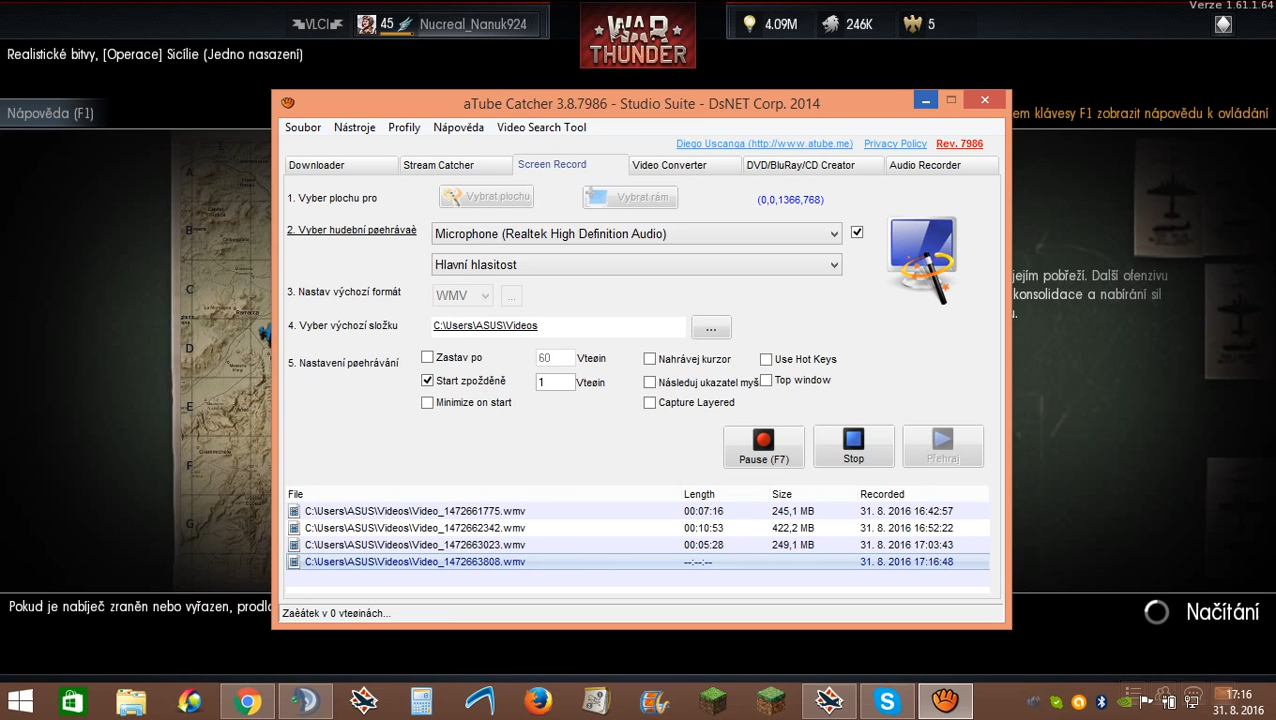 Verze 1.61.1.64
VLCI 45 Nucreal_Nanuk924
WAR THUNDER
4.09M 246K 5
Realistické bitvy, [Operace] Sicílie (Jedno nasazení)
Nápověda (F1)
em klávesy F1 zobrazit nápovědu k ovládání
aTube Catcher 3.8.7986 - Studio Suite - DsNET Corp. 2014
Soubor Nástroje Profily Nápovéda Video Search Tool
Diego Uscanga (http://www.atube.me) Privacy Policy Rev. 7986
Downloader Stream Catcher Screen Record Video Converter DVD/BluRay/CD Creator Audio Recorder
1. Vyber plochu pro Vybrat plochu Vybrat rám (0,0,1366,768)
2. Vyber hudební pøehrávaè Microphone (Realtek High Definition Audio)
Hlavní hlasitost
3. Nastav výchozí formát WMV ...
4. Vyber výchozí složku C:\Users\ASUS\Videos ...
5. Nastavení pøehrávání
Zastav po 60 Vteøin Nahrávej kurzor Use Hot Keys
Start zpožděně 1 Vteøin Následuj ukazatel myš Top window
Minimize on start Capture Layered
Pause (F7) Stop Přehraj
File Length Size Recorded
C:\Users\ASUS\Videos\Video_1472661775.wmv 00:07:16 245,1 MB 31. 8. 2016 16:42:57
C:\Users\ASUS\Videos\Video_1472662342.wmv 00:10:53 422,2 MB 31. 8. 2016 16:52:22
C:\Users\ASUS\Videos\Video_1472663023.wmv 00:05:28 249,1 MB 31. 8. 2016 17:03:43
C:\Users\ASUS\Videos\Video_1472663808.wmv --:--:-- 31. 8. 2016 17:16:48
Zaèátek v 0 vteøinách...
jejím pobřeží. Další ofenzivu
konsolidace a nabírání sil
u.
B
C
D
E
F
G
Pokud je nabíječ zraněn nebo vyřazen, prodlo
Načítání
17:16
31. 8. 2016